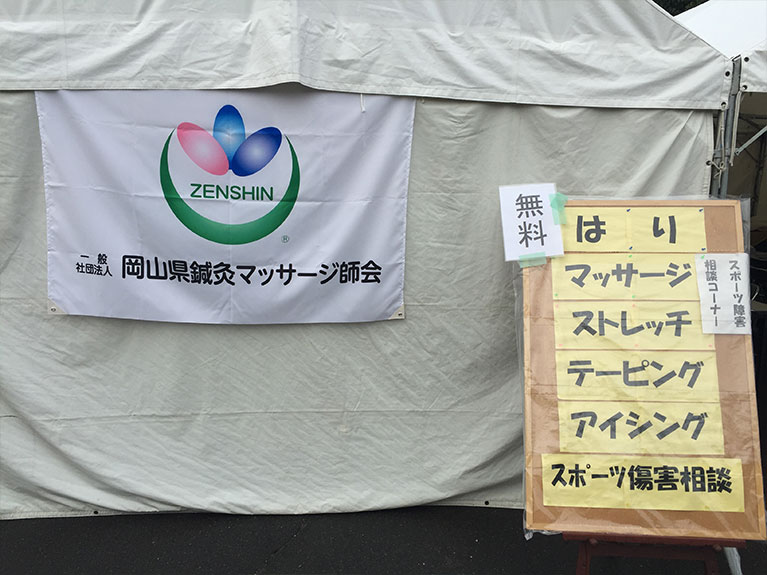 ZENSHIN
®
一般
社団法人
岡山県鍼灸マッサージ師会
無料
はり
マッサージ
ストレッチ
テーピング
アイシング
スポーツ傷害相談
スポーツ障害
相談コーナー